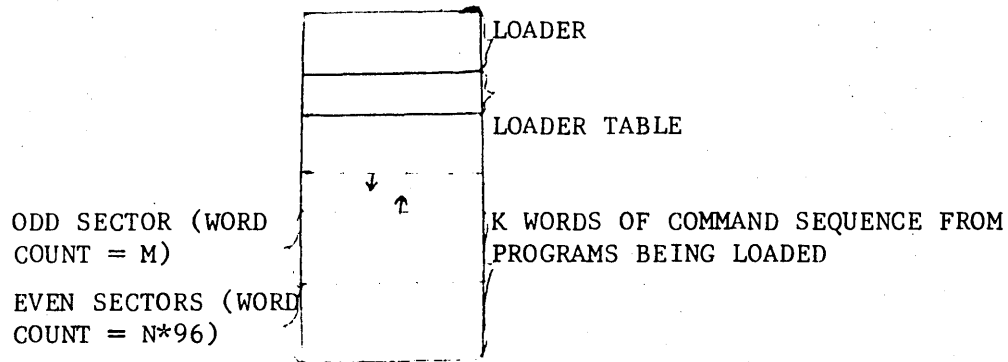 LOADER
LOADER TABLE
ODD SECTOR (WORD
COUNT = M)
K WORDS OF COMMAND SEQUENCE FROM
PROGRAMS BEING LOADED
EVEN SECTORS (WORD
COUNT = N*96)